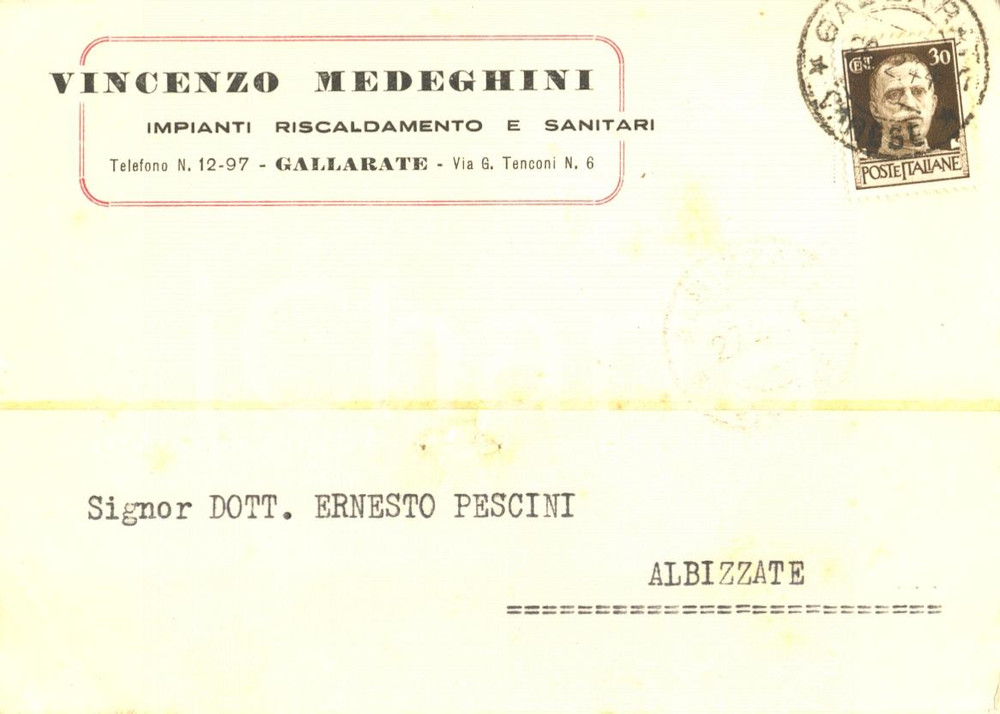 VINCENZO MEDEGHINI
IMPIANTI RISCALDAMENTO E SANITARI
Telefono N. 12-97 - GALLARATE - Via G. Tenconi N. 6
CENT. 30
POSTE ITALIANE
Signor DOTT. ERNESTO PESCINI
ALBIZZATE